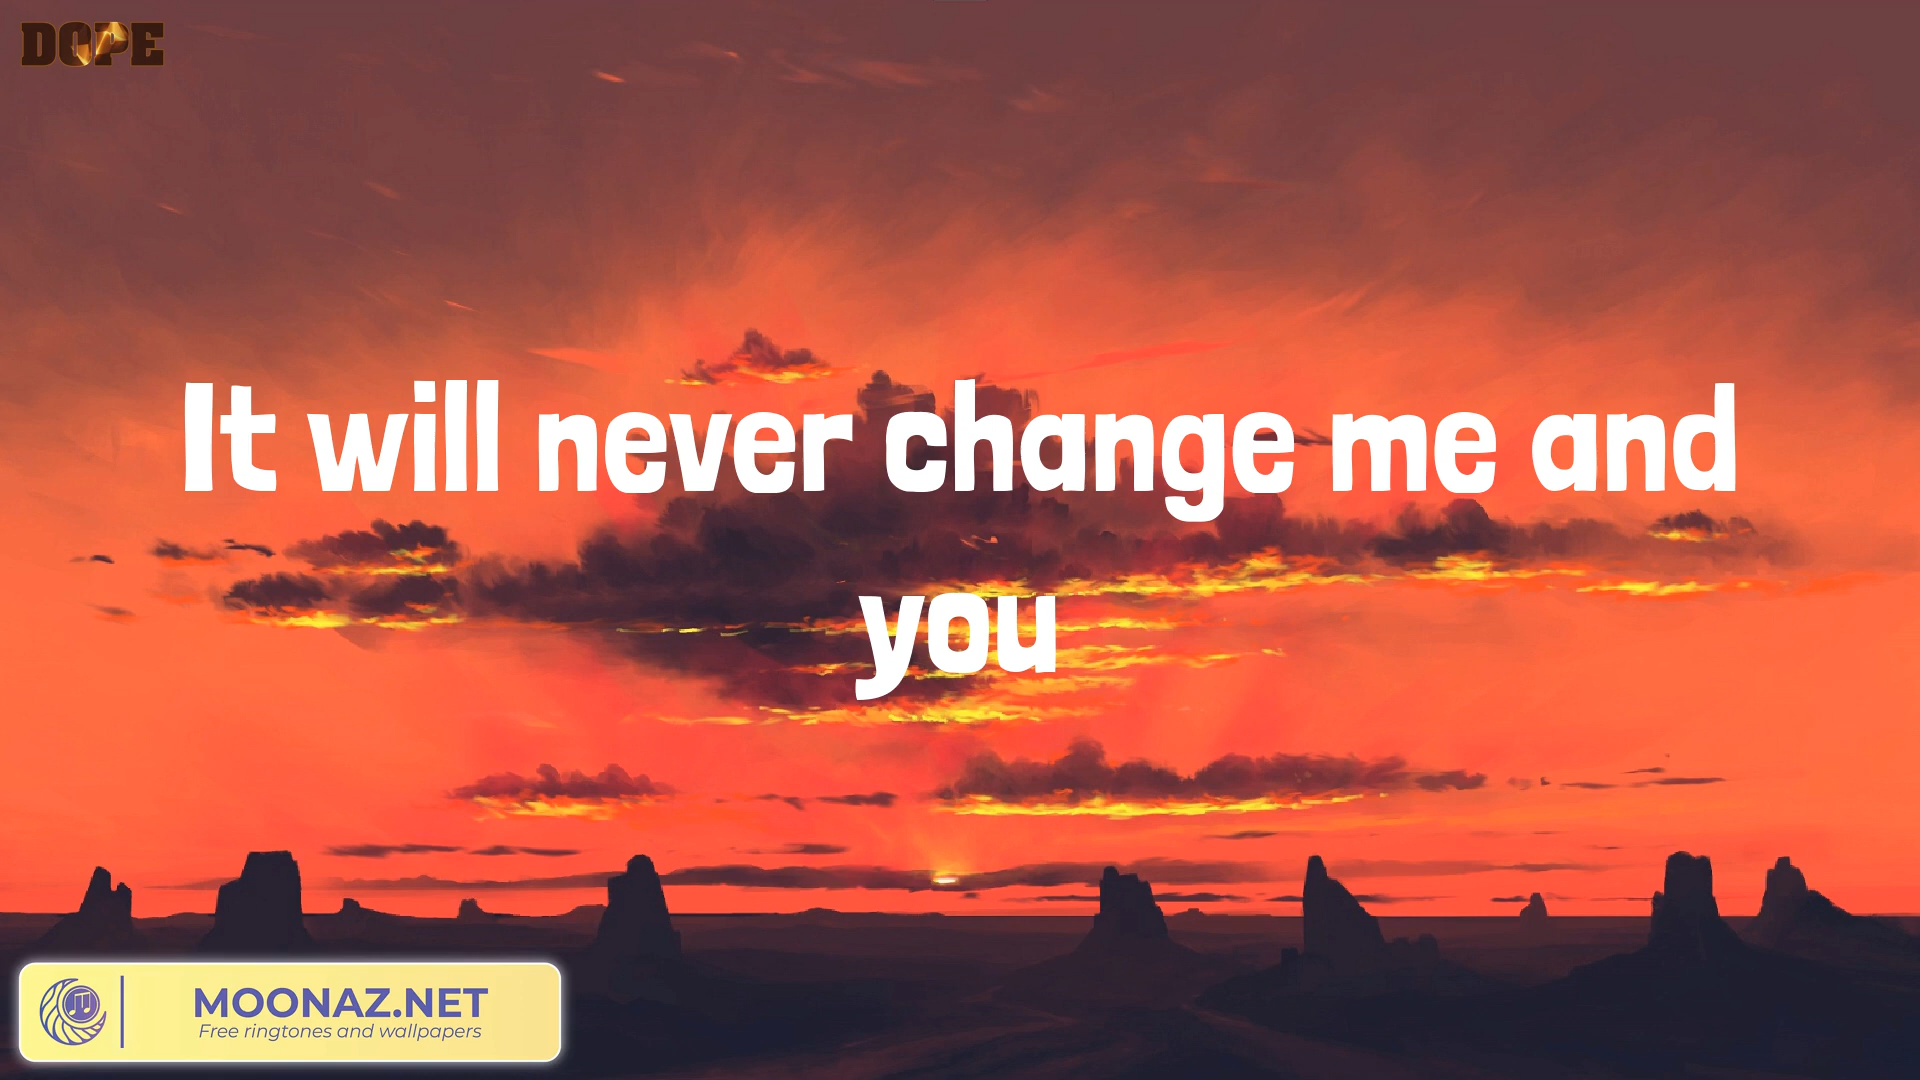 DOPE
It will never change me and
you
MOONAZ.NET
Free ringtones and wallpapers